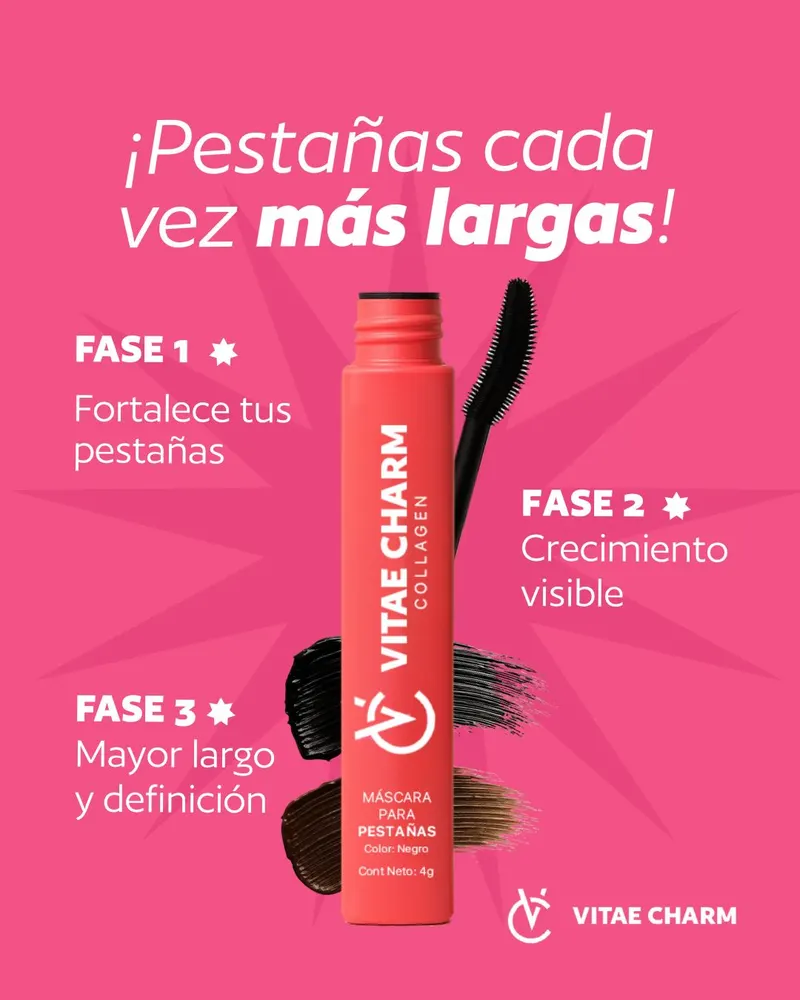 ¡Pestañas cada
vez más largas!
FASE 1
Fortalece tus
pestañas
FASE 2
Crecimiento
visible
FASE 3
Mayor largo
y definición
VITAE CHARM
COLLAGEN
MÁSCARA
PARA
PESTAÑAS
Color: Negro
Cont Neto: 4g
VITAE CHARM